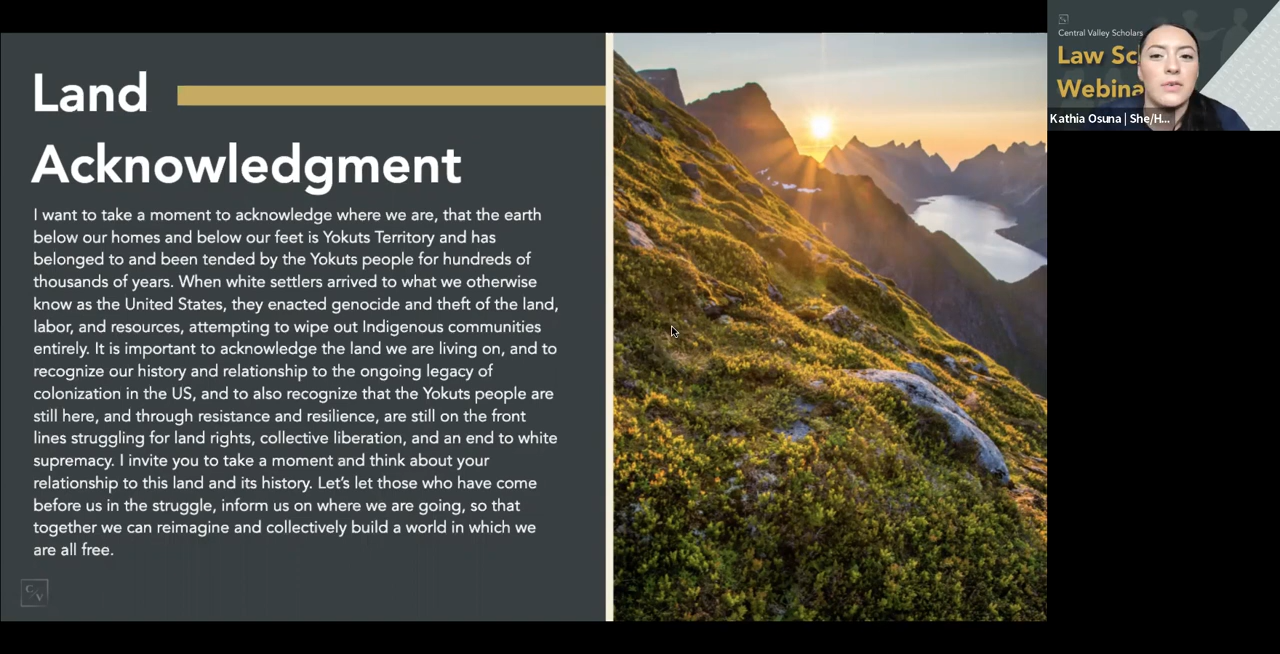 Land
Acknowledgment
I want to take a moment to acknowledge where we are, that the earth
below our homes and below our feet is Yokuts Territory and has
belonged to and been tended by the Yokuts people for hundreds of
thousands of years. When white settlers arrived to what we otherwise
know as the United States, they enacted genocide and theft of the land,
labor, and resources, attempting to wipe out Indigenous communities
entirely. It is important to acknowledge the land we are living on, and to
recognize our history and relationship to the ongoing legacy of
colonization in the US, and to also recognize that the Yokuts people are
still here, and through resistance and resilience, are still on the front
lines struggling for land rights, collective liberation, and an end to white
supremacy. I invite you to take a moment and think about your
relationship to this land and its history. Let's let those who have come
before us in the struggle, inform us on where we are going, so that
together we can reimagine and collectively build a world in which we
are all free.
C/V
Central Valley Scholars
Law Sc
Webina
Kathia Osuna | She/H...